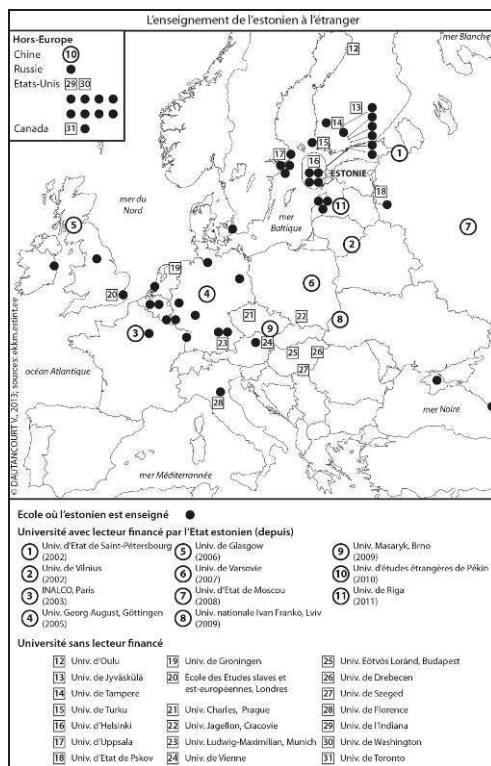 L'enseignement de l'estonien à l'étranger
Hors-Europe
Chine 10
Russie
Etats-Unis 29 30
Canada 31
mer Blanche
12
13
14
15
16
17
ESTONIE
1
18
11
mer du Nord
mer Baltique
2
7
5
19
20
4
6
21
22
8
3
9
23
24
25
26
27
28
océan Atlantique
mer Noire
mer Méditerrannée
© DAUTANCOURT V., 2013; sources: ekkm.estinst.ee
Ecole où l'estonien est enseigné
Université avec lecteur financé par l'Etat estonien (depuis)
1 Univ. d'Etat de Saint-Pétersbourg (2002)
2 Univ. de Vilnius (2002)
3 INALCO, Paris (2003)
4 Univ. Georg August, Göttingen (2005)
5 Univ. de Glasgow (2006)
6 Univ. de Varsovie (2007)
7 Univ. d'Etat de Moscou (2008)
8 Univ. nationale Ivan Franko, Lviv (2009)
9 Univ. Masaryk, Brno (2009)
10 Univ. d'études étrangères de Pékin (2010)
11 Univ. de Riga (2011)
Université sans lecteur financé
12 Univ. d'Oulu
13 Univ. de Jyväskülä
14 Univ. de Tampere
15 Univ. de Turku
16 Univ. d'Helsinki
17 Univ. d'Uppsala
18 Univ. d'Etat de Pskov
19 Univ. de Groningen
20 Ecole des Etudes slaves et est-européennes, Londres
21 Univ. Charles, Prague
22 Univ. Jagellon, Cracovie
23 Univ. Ludwig-Maximilian, Munich
24 Univ. de Vienne
25 Univ. Eötvös Loránd, Budapest
26 Univ. de Drebecen
27 Univ. de Szeged
28 Univ. de Florence
29 Univ. de l'Indiana
30 Univ. de Washington
31 Univ. de Toronto